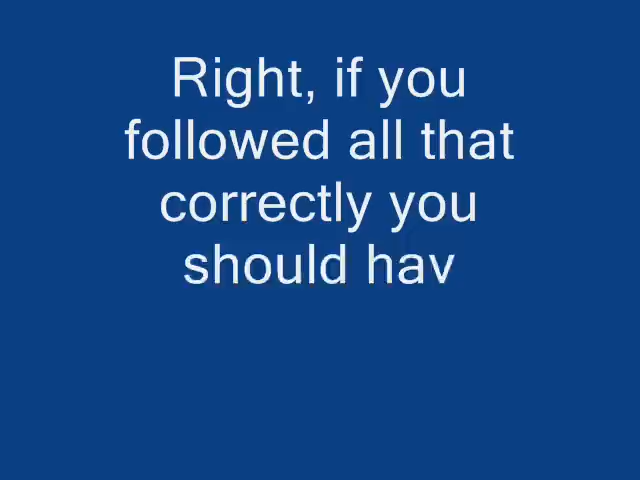 Right, if you
followed all that
correctly you
should hav